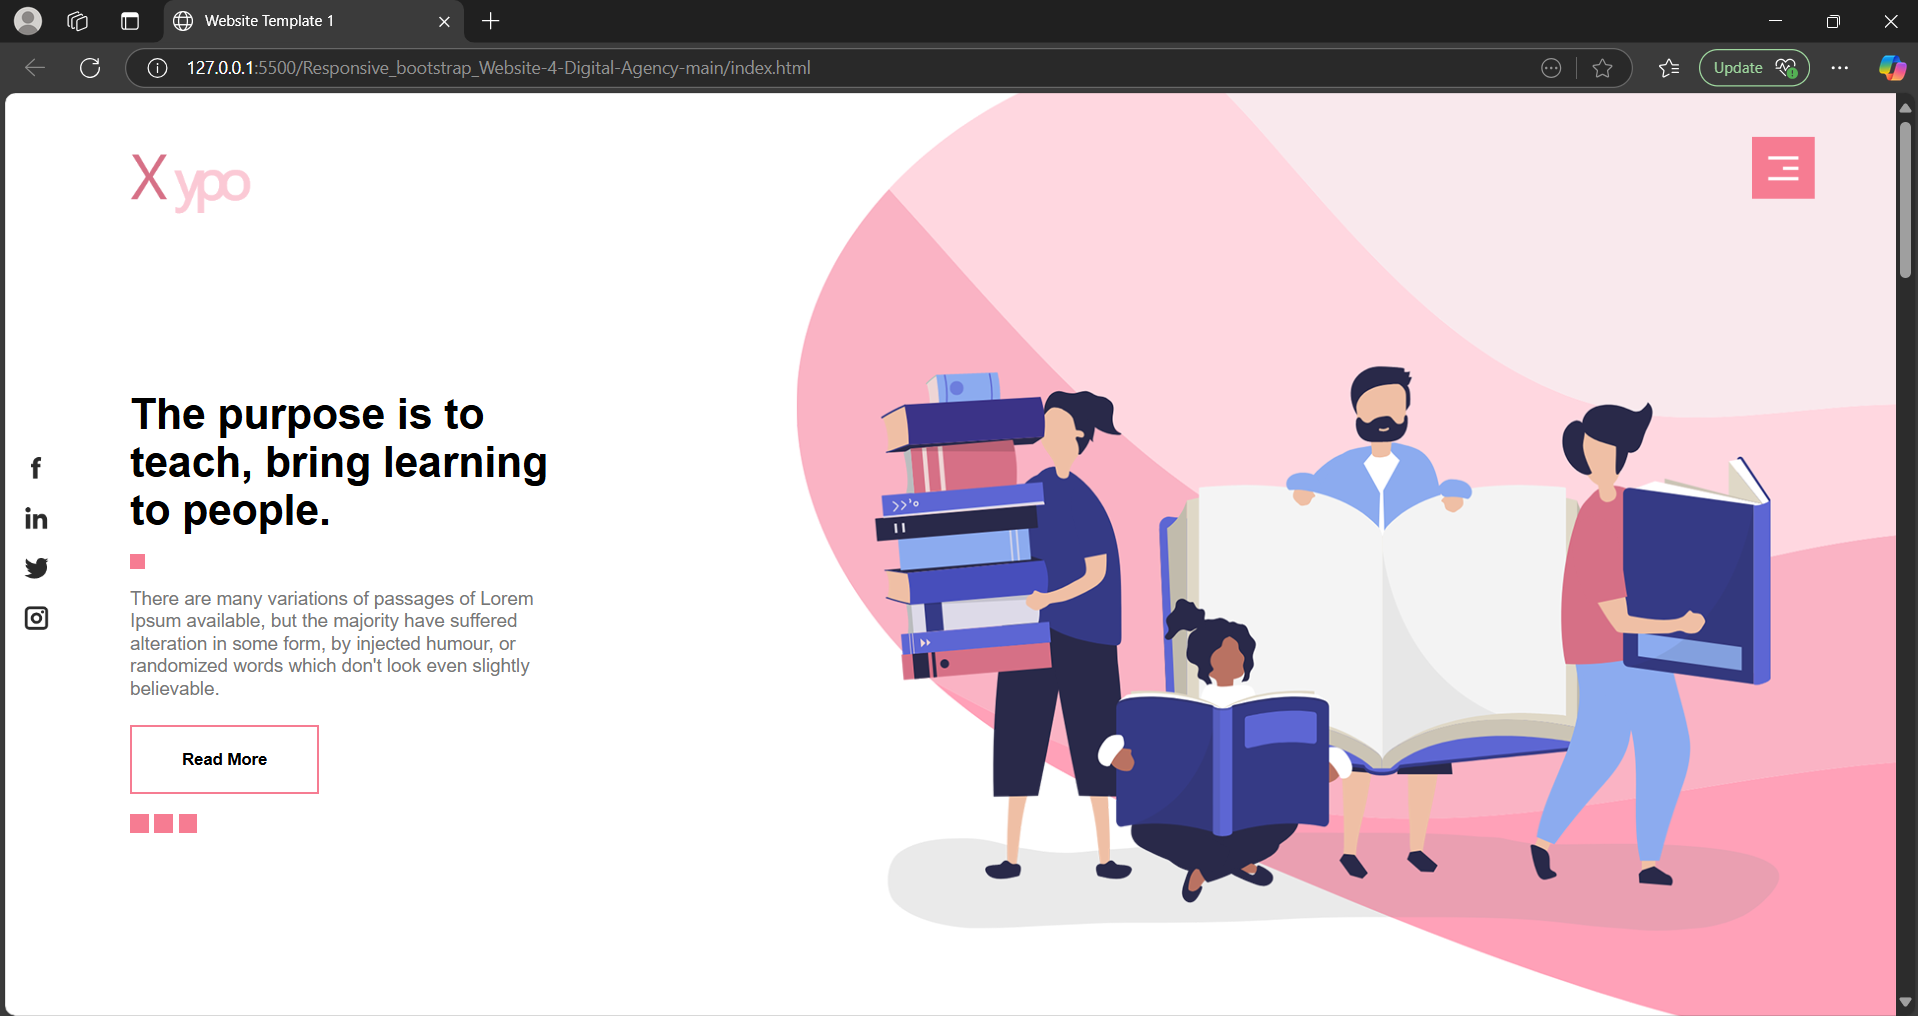 Website Template 1
127.0.0.1:5500/Responsive_bootstrap_Website-4-Digital-Agency-main/index.html
Update
X ypo
The purpose is to
teach, bring learning
to people.
There are many variations of passages of Lorem
Ipsum available, but the majority have suffered
alteration in some form, by injected humour, or
randomized words which don't look even slightly
believable.
Read More